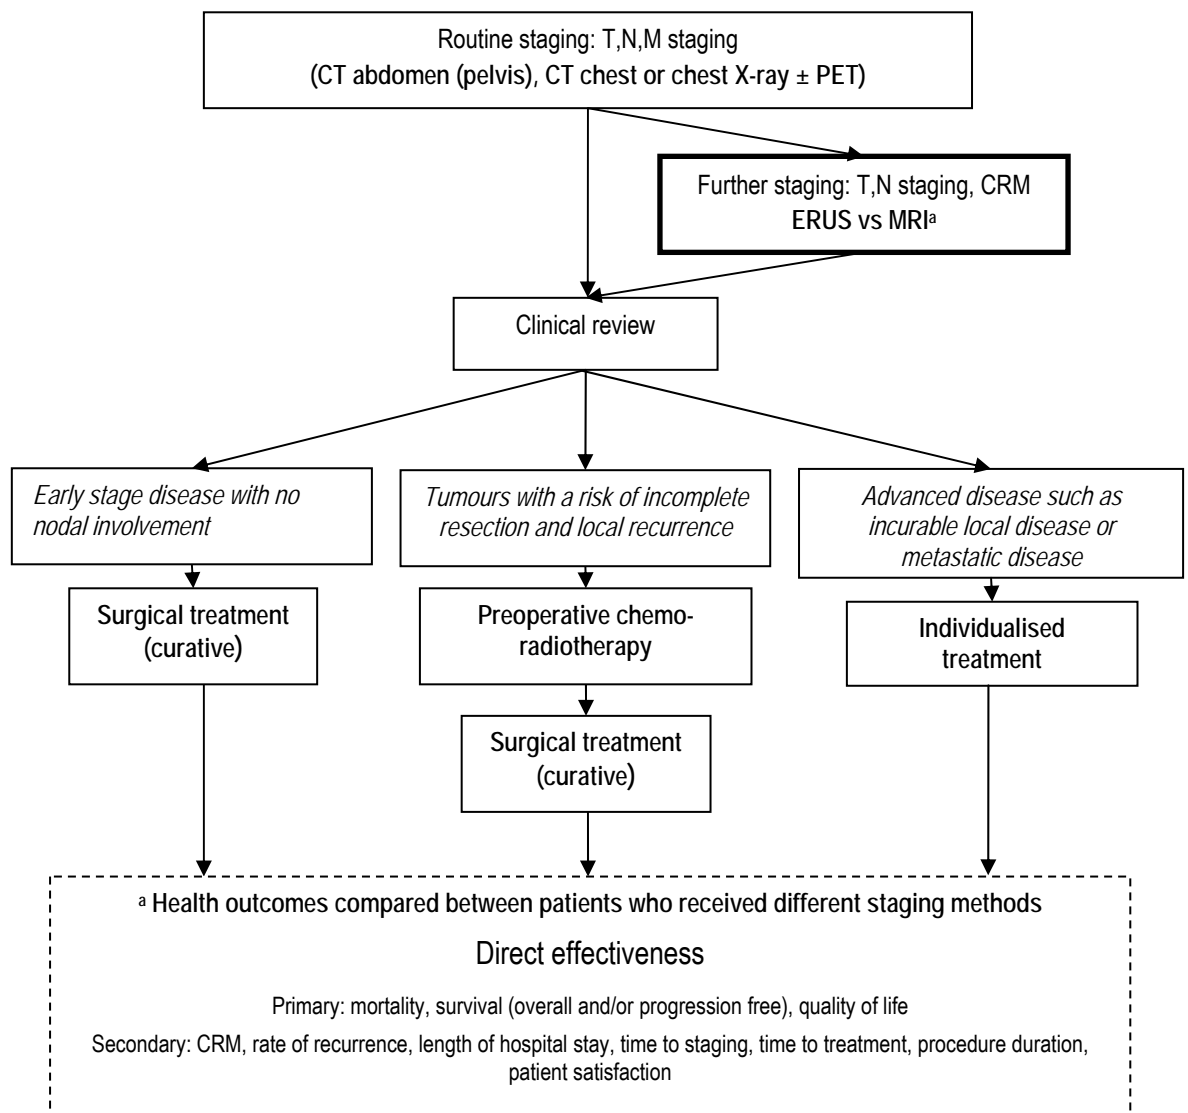 Routine staging: T,N,M staging
(CT abdomen (pelvis), CT chest or chest X-ray ± PET)
Further staging: T,N staging, CRM
ERUS vs MRIᵃ
Clinical review
Early stage disease with no
nodal involvement
Tumours with a risk of incomplete
resection and local recurrence
Advanced disease such as
incurable local disease or
metastatic disease
Surgical treatment
(curative)
Preoperative chemo-
radiotherapy
Individualised
treatment
Surgical treatment
(curative)
ᵃ Health outcomes compared between patients who received different staging methods
Direct effectiveness
Primary: mortality, survival (overall and/or progression free), quality of life
Secondary: CRM, rate of recurrence, length of hospital stay, time to staging, time to treatment, procedure duration,
patient satisfaction